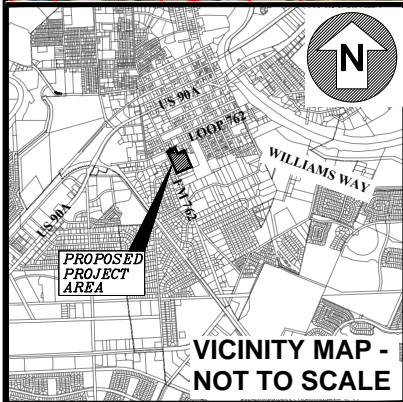 N
US 90A
LOOP 762
WILLIAMS WAY
FM 762
US 90A
PROPOSED
PROJECT
AREA
VICINITY MAP -
NOT TO SCALE